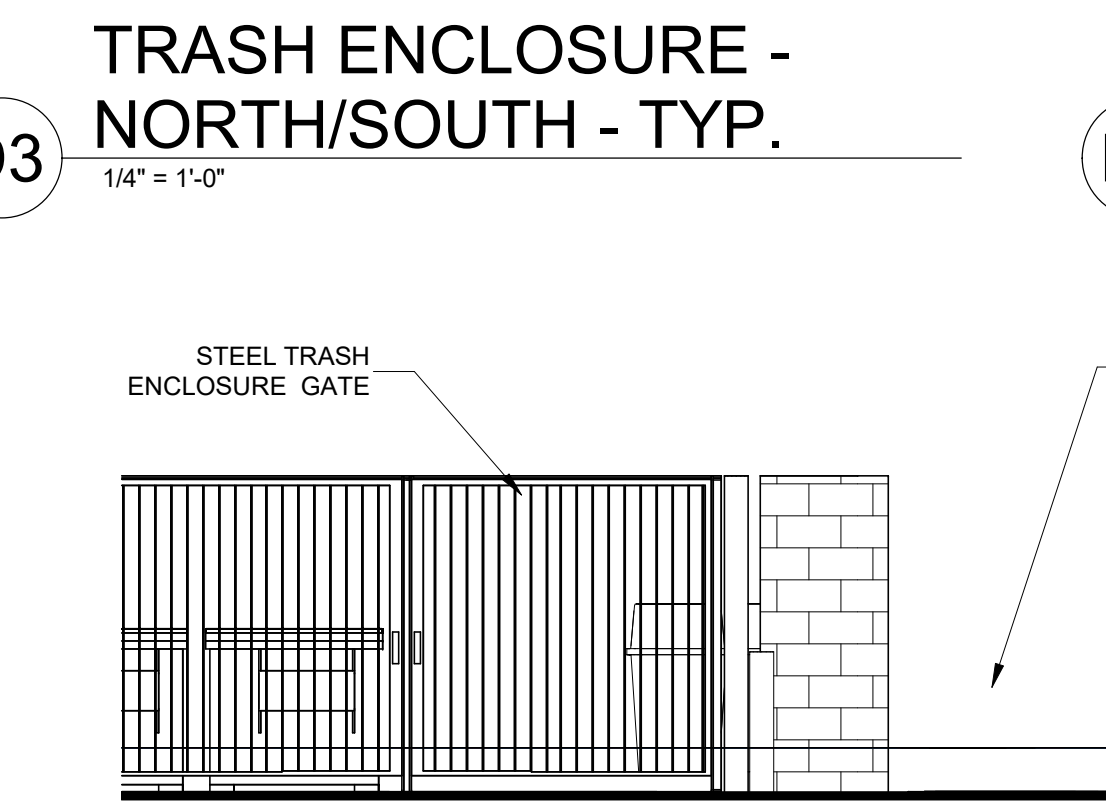 TRASH ENCLOSURE -
NORTH/SOUTH - TYP.
1/4" = 1'-0"
STEEL TRASH
ENCLOSURE GATE